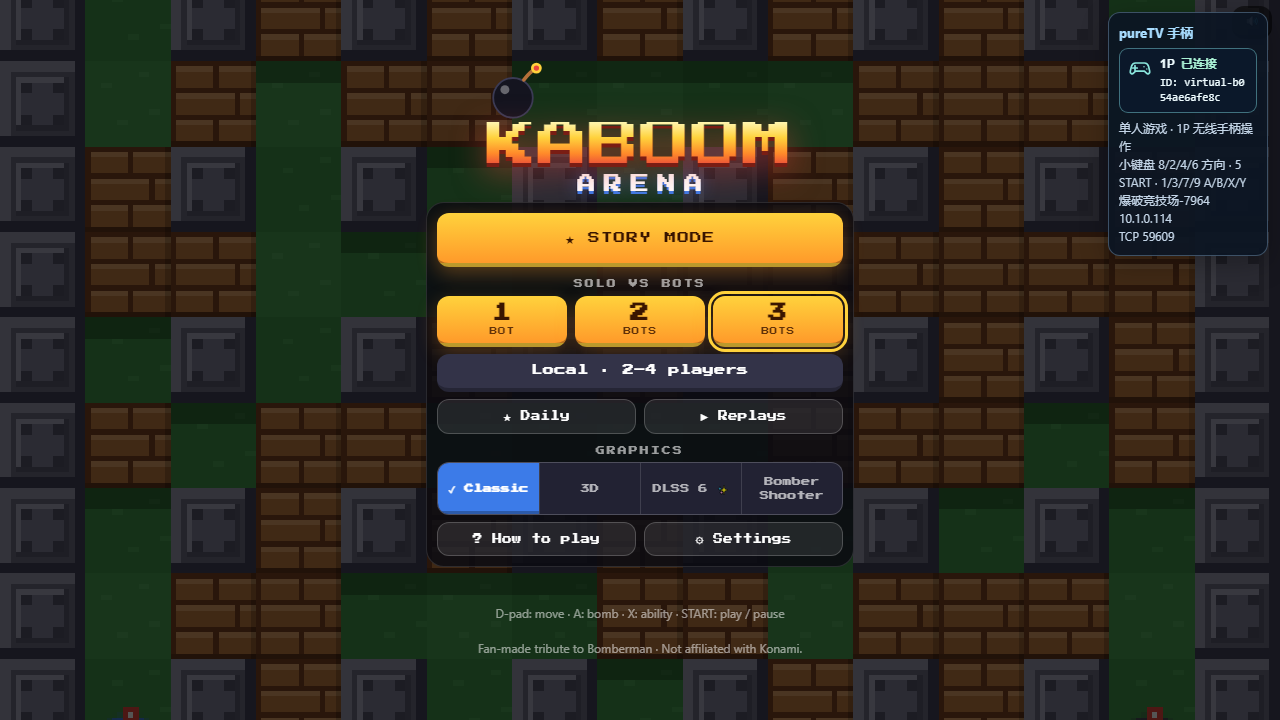 KABOOM
ARENA
★ STORY MODE
SOLO VS BOTS
1
BOT
2
BOTS
3
BOTS
Local · 2–4 players
★ Daily
▶ Replays
GRAPHICS
✓ Classic
3D
DLSS 6 ✨
Bomber
Shooter
? How to play
⚙ Settings
D-pad: move · A: bomb · X: ability · START: play / pause
Fan-made tribute to Bomberman · Not affiliated with Konami.
pureTV 手柄
1P 已连接
ID: virtual-b0
54ae6afe8c
单人游戏 · 1P 无线手柄操
作
小键盘 8/2/4/6 方向 · 5
START · 1/3/7/9 A/B/X/Y
爆破竞技场-7964
10.1.0.114
TCP 59609